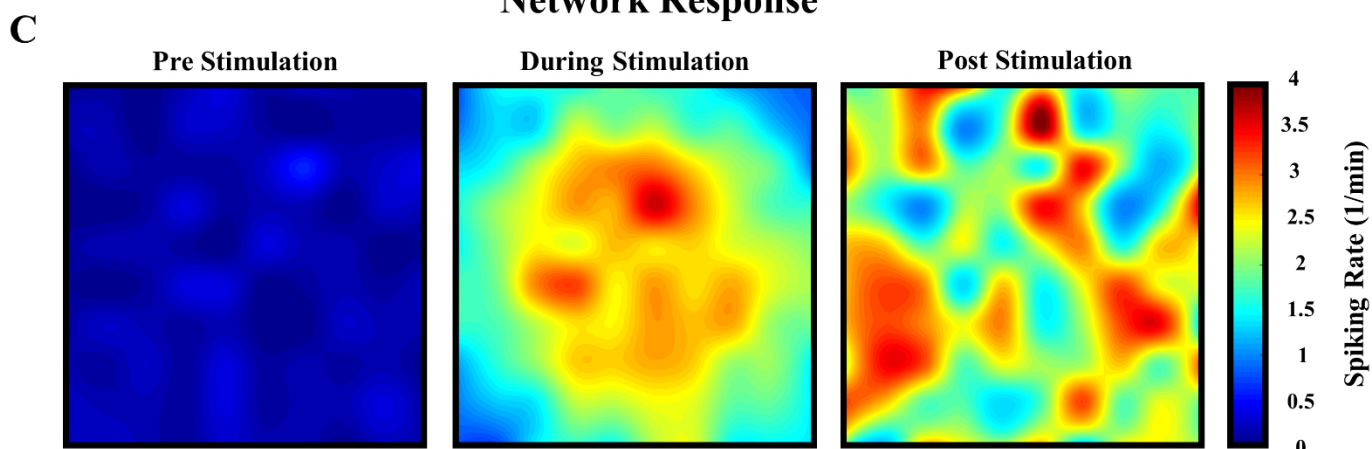 Network Response
C
Pre Stimulation
During Stimulation
Post Stimulation
4
3.5
3
2.5
2
1.5
1
0.5
0
Spiking Rate (1/min)